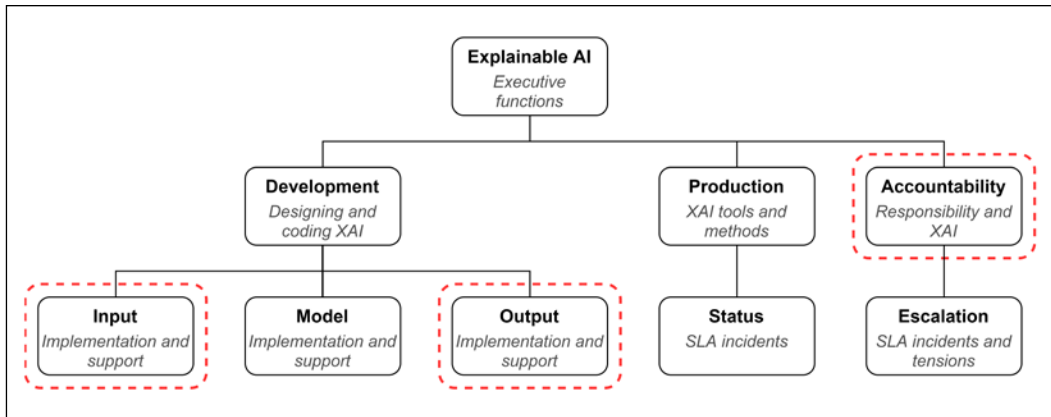 Explainable AI
Executive
functions
Development
Designing and
coding XAI
Production
XAI tools and
methods
Accountability
Responsibility and
XAI
Input
Implementation and
support
Model
Implementation and
support
Output
Implementation and
support
Status
SLA incidents
Escalation
SLA incidents and
tensions